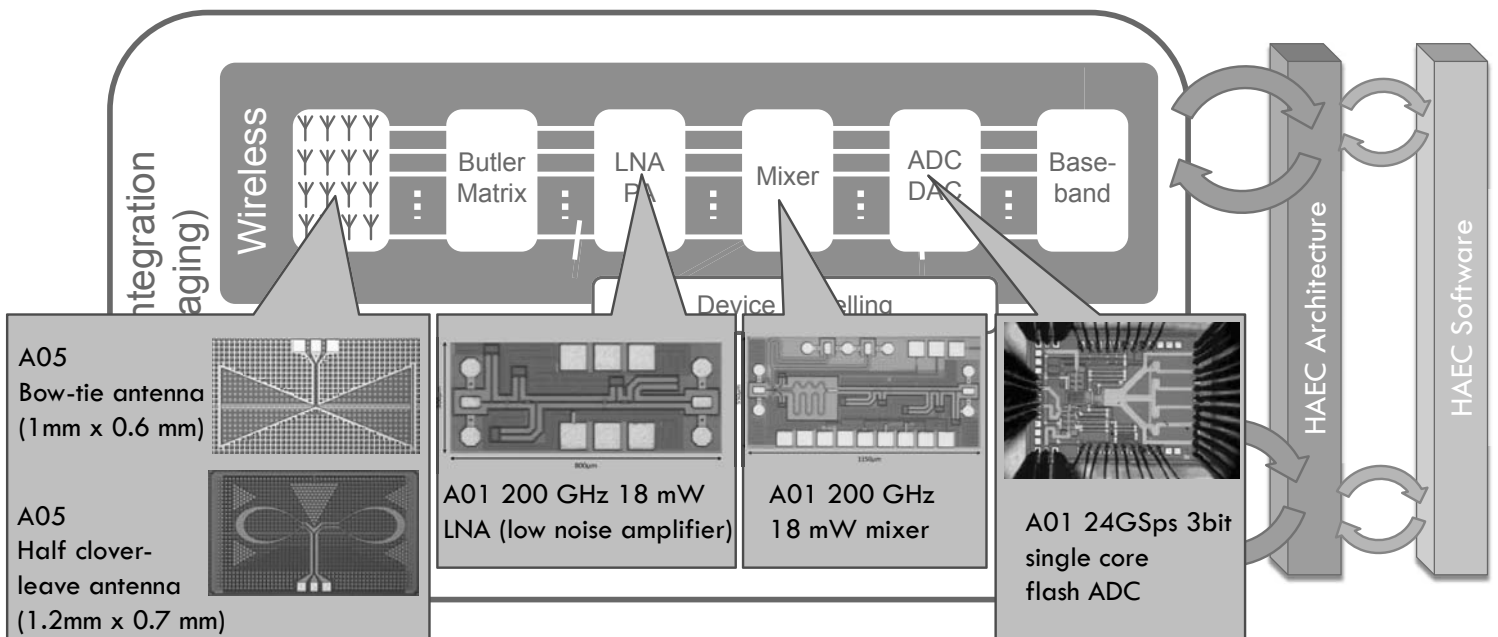 Integration
aging)
Wireless
Butler
Matrix
LNA
PA
Mixer
ADC
DAC
Base-
band
HAEC Architecture
HAEC Software
Device elling
A05
Bow-tie antenna
(1mm x 0.6 mm)
A05
Half clover-
leave antenna
(1.2mm x 0.7 mm)
800µm
A01 200 GHz 18 mW
LNA (low noise amplifier)
1150µm
A01 200 GHz
18 mW mixer
A01 24GSps 3bit
single core
flash ADC